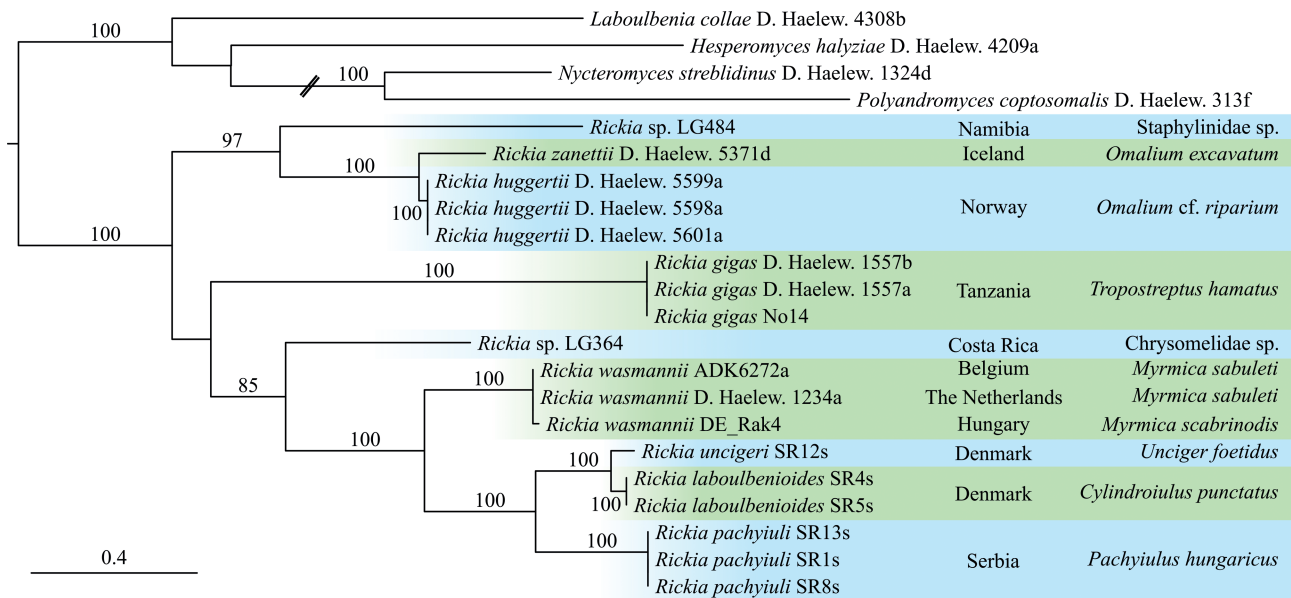 100
Laboulbenia collae D. Haelew. 4308b
Hesperomyces halyziae D. Haelew. 4209a
100
Nycteromyces streblidinus D. Haelew. 1324d
Polyandromyces coptosomalis D. Haelew. 313f
97
Rickia sp. LG484 Namibia Staphylinidae sp.
100
Rickia zanettii D. Haelew. 5371d Iceland Omalium excavatum
Rickia huggertii D. Haelew. 5599a
100
Rickia huggertii D. Haelew. 5598a Norway Omalium cf. riparium
Rickia huggertii D. Haelew. 5601a
100
100
Rickia gigas D. Haelew. 1557b
Rickia gigas D. Haelew. 1557a Tanzania Tropostreptus hamatus
Rickia gigas No14
Rickia sp. LG364 Costa Rica Chrysomelidae sp.
85
100
Rickia wasmannii ADK6272a Belgium Myrmica sabuleti
Rickia wasmannii D. Haelew. 1234a The Netherlands Myrmica sabuleti
Rickia wasmannii DE_Rak4 Hungary Myrmica scabrinodis
100
100
Rickia uncigeri SR12s Denmark Unciger foetidus
Rickia laboulbenioides SR4s
100
Denmark Cylindroiulus punctatus
Rickia laboulbenioides SR5s
100
100
Rickia pachyiuli SR13s
Rickia pachyiuli SR1s Serbia Pachyiulus hungaricus
Rickia pachyiuli SR8s
0.4